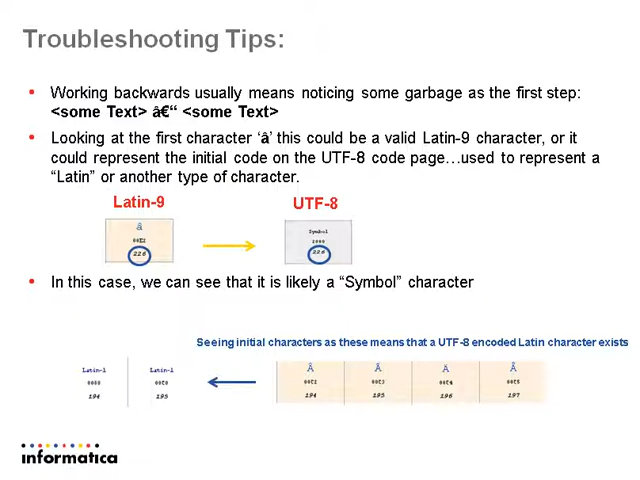 Troubleshooting Tips:
• Working backwards usually means noticing some garbage as the first step:
<some Text> â€“ <some Text>
• Looking at the first character ‘â’ this could be a valid Latin-9 character, or it
could represent the initial code on the UTF-8 code page…used to represent a
“Latin” or another type of character.
Latin-9 UTF-8
â Symbol
226 226
• In this case, we can see that it is likely a “Symbol” character
Seeing initial characters as these means that a UTF-8 encoded Latin character exists
Latin-1 Latin-1 Â Ã Ä Å
00C0 00C2 00C3 00C4 00C5
194 195 194 195 196 197
informatica